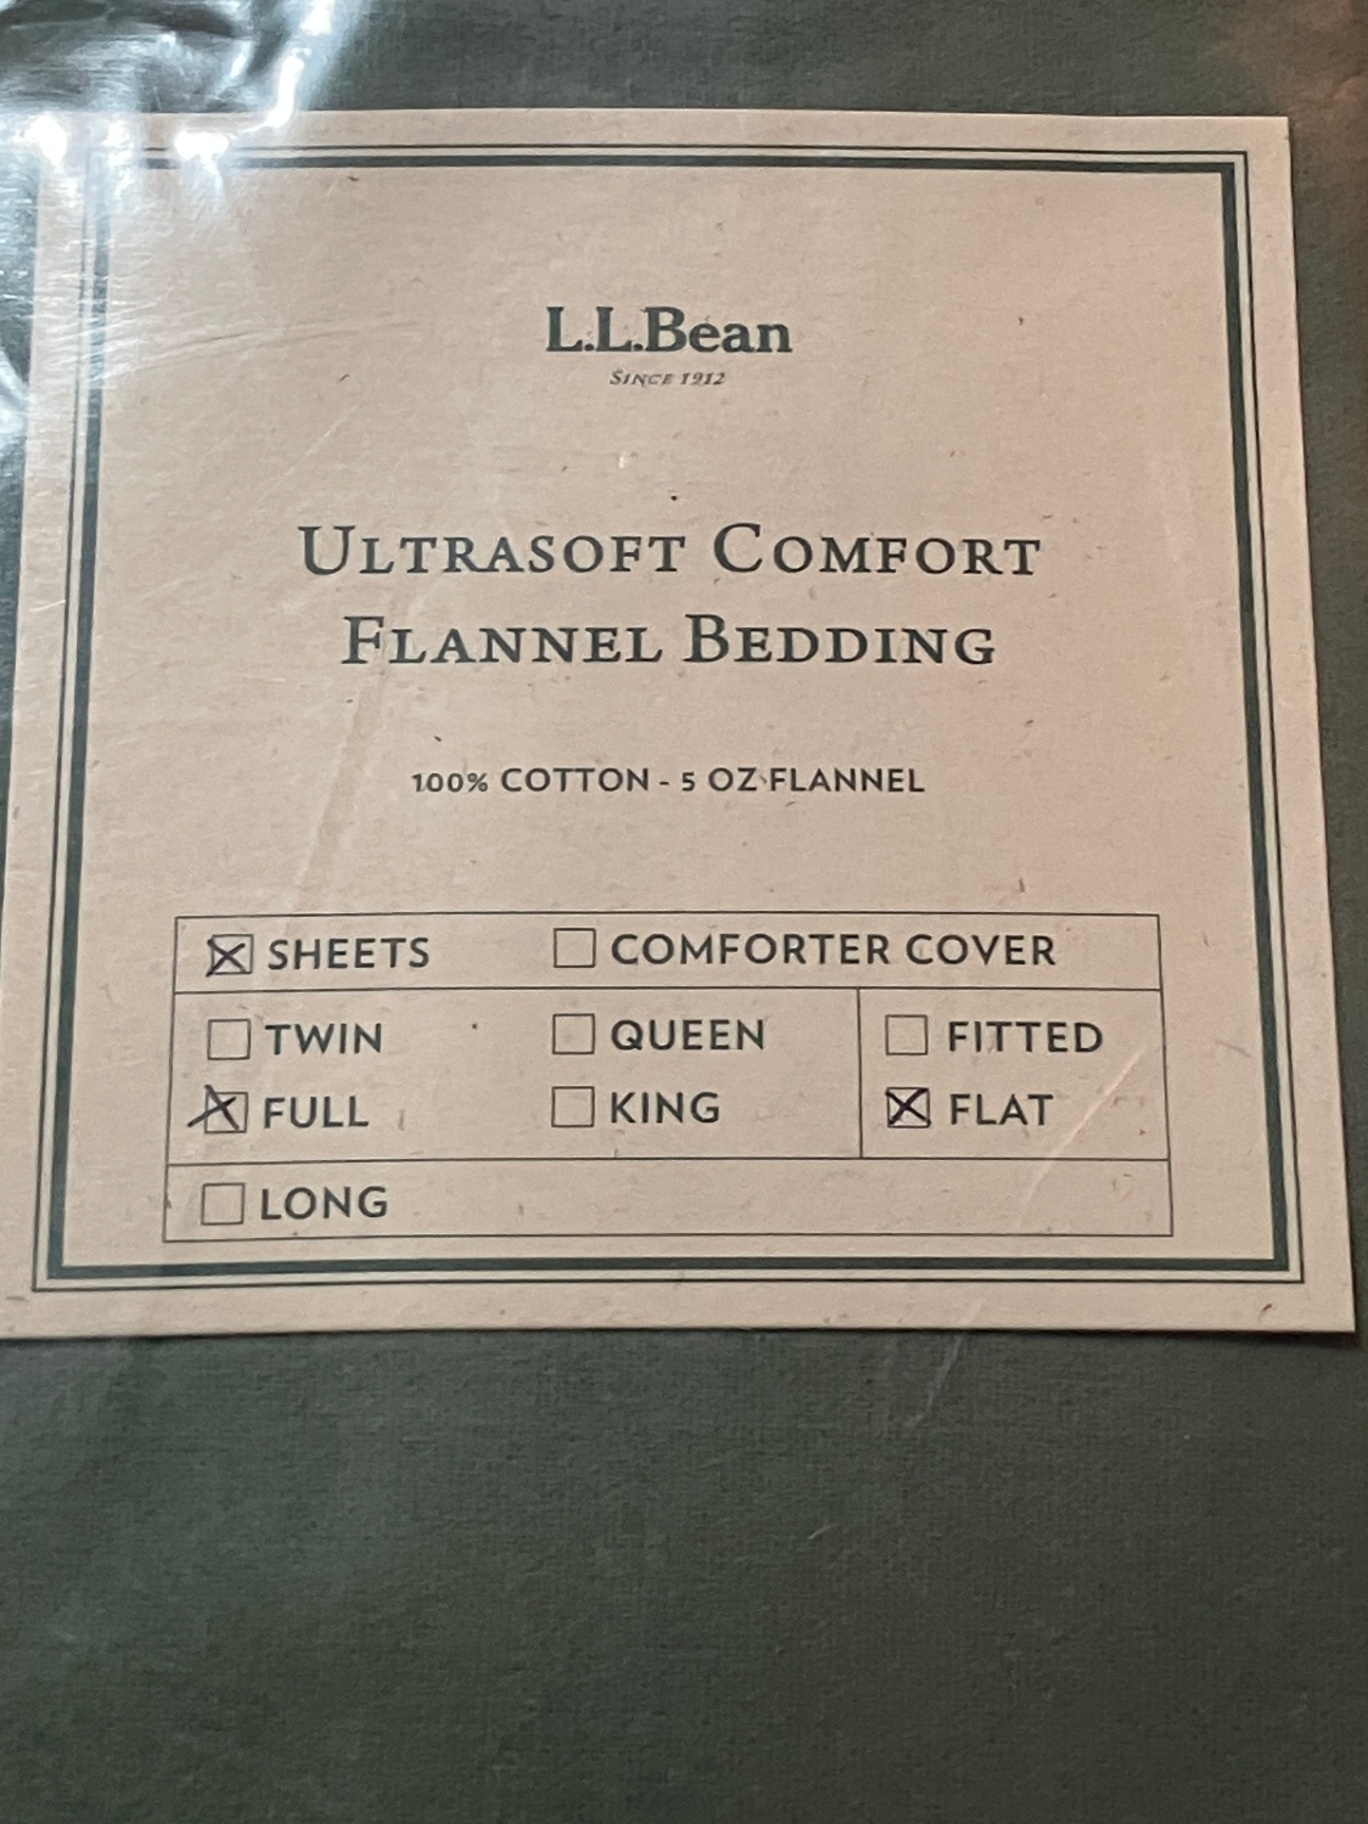 L.L.Bean
SINCE 1912
ULTRASOFT COMFORT
FLANNEL BEDDING
100% COTTON - 5 OZ FLANNEL
☒ SHEETS ☐ COMFORTER COVER
☐ TWIN ☐ QUEEN ☐ FITTED
☒ FULL ☐ KING ☒ FLAT
☐ LONG